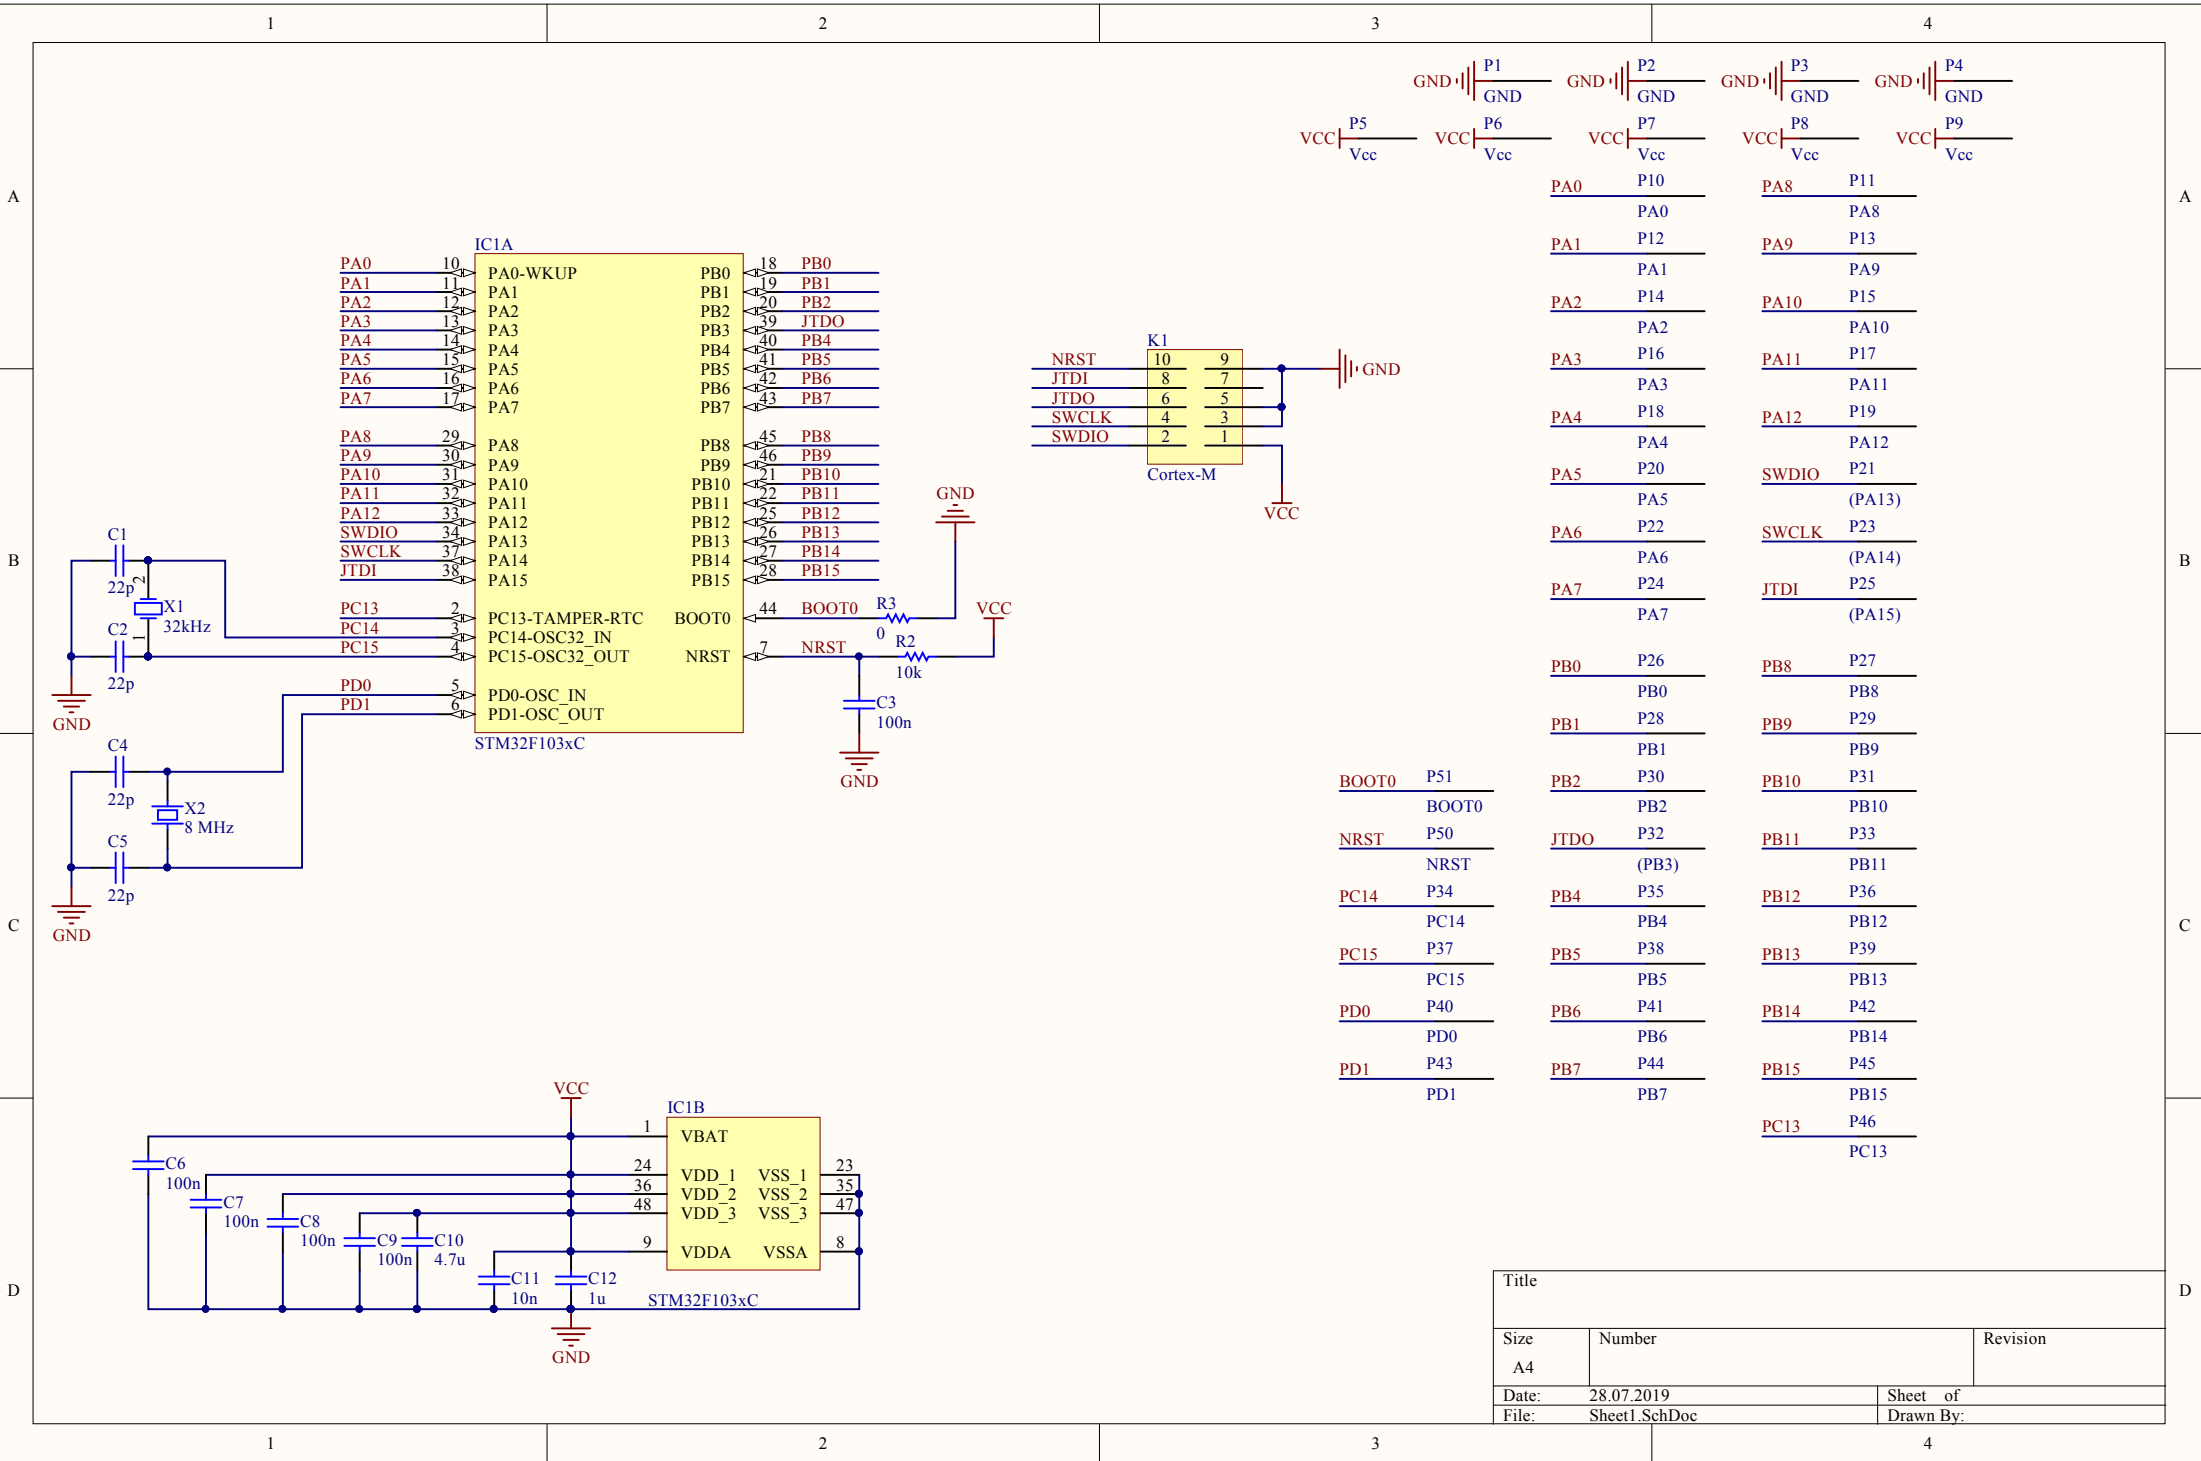 1 2 3 4
P1 P2 P3 P4
GND GND GND GND
GND GND GND GND
P5 P6 P7 P8 P9
VCC VCC VCC VCC VCC
Vcc Vcc Vcc Vcc Vcc
A A
B B
C C
D D
IC1A
PA0 10 PA0-WKUP PB0 18 PB0
PA1 11 PA1 PB1 19 PB1
PA2 12 PA2 PB2 20 PB2
PA3 13 PA3 PB3 39 JTDO
PA4 14 PA4 PB4 40 PB4
PA5 15 PA5 PB5 41 PB5
PA6 16 PA6 PB6 42 PB6
PA7 17 PA7 PB7 43 PB7
PA8 29 PA8 PB8 45 PB8
PA9 30 PA9 PB9 46 PB9
PA10 31 PA10 PB10 21 PB10
PA11 32 PA11 PB11 22 PB11
PA12 33 PA12 PB12 25 PB12
SWDIO 34 PA13 PB13 26 PB13
SWCLK 37 PA14 PB14 27 PB14
JTDI 38 PA15 PB15 28 PB15
PC13 2 PC13-TAMPER-RTC BOOT0 44 BOOT0
PC14 3 PC14-OSC32_IN
PC15 4 PC15-OSC32_OUT NRST 7 NRST
PD0 5 PD0-OSC_IN
PD1 6 PD1-OSC_OUT
STM32F103xC
C1
22p
2
X1
32kHz
1
C2
22p
GND
C4
22p
X2
8 MHz
C5
22p
GND
GND
R3
0
VCC
R2
10k
C3
100n
GND
K1
NRST 10 9
JTDI 8 7
JTDO 6 5
SWCLK 4 3
SWDIO 2 1
Cortex-M
GND
VCC
PA0 P10 PA8 P11
PA0 PA8
PA1 P12 PA9 P13
PA1 PA9
PA2 P14 PA10 P15
PA2 PA10
PA3 P16 PA11 P17
PA3 PA11
PA4 P18 PA12 P19
PA4 PA12
PA5 P20 SWDIO P21
PA5 (PA13)
PA6 P22 SWCLK P23
PA6 (PA14)
PA7 P24 JTDI P25
PA7 (PA15)
PB0 P26 PB8 P27
PB0 PB8
PB1 P28 PB9 P29
PB1 PB9
BOOT0 P51 PB2 P30 PB10 P31
BOOT0 PB2 PB10
NRST P50 JTDO P32 PB11 P33
NRST (PB3) PB11
PC14 P34 PB4 P35 PB12 P36
PC14 PB4 PB12
PC15 P37 PB5 P38 PB13 P39
PC15 PB5 PB13
PD0 P40 PB6 P41 PB14 P42
PD0 PB6 PB14
PD1 P43 PB7 P44 PB15 P45
PD1 PB7 PB15
PC13 P46
PC13
VCC
IC1B
1 VBAT
24 VDD_1 VSS_1 23
36 VDD_2 VSS_2 35
48 VDD_3 VSS_3 47
9 VDDA VSSA 8
STM32F103xC
C6
100n
C7
100n
C8
100n
C9
100n
C10
4.7u
C11
10n
C12
1u
GND
Title
Size Number Revision
A4
Date: 28.07.2019 Sheet of
File: Sheet1.SchDoc Drawn By:
1 2 3 4